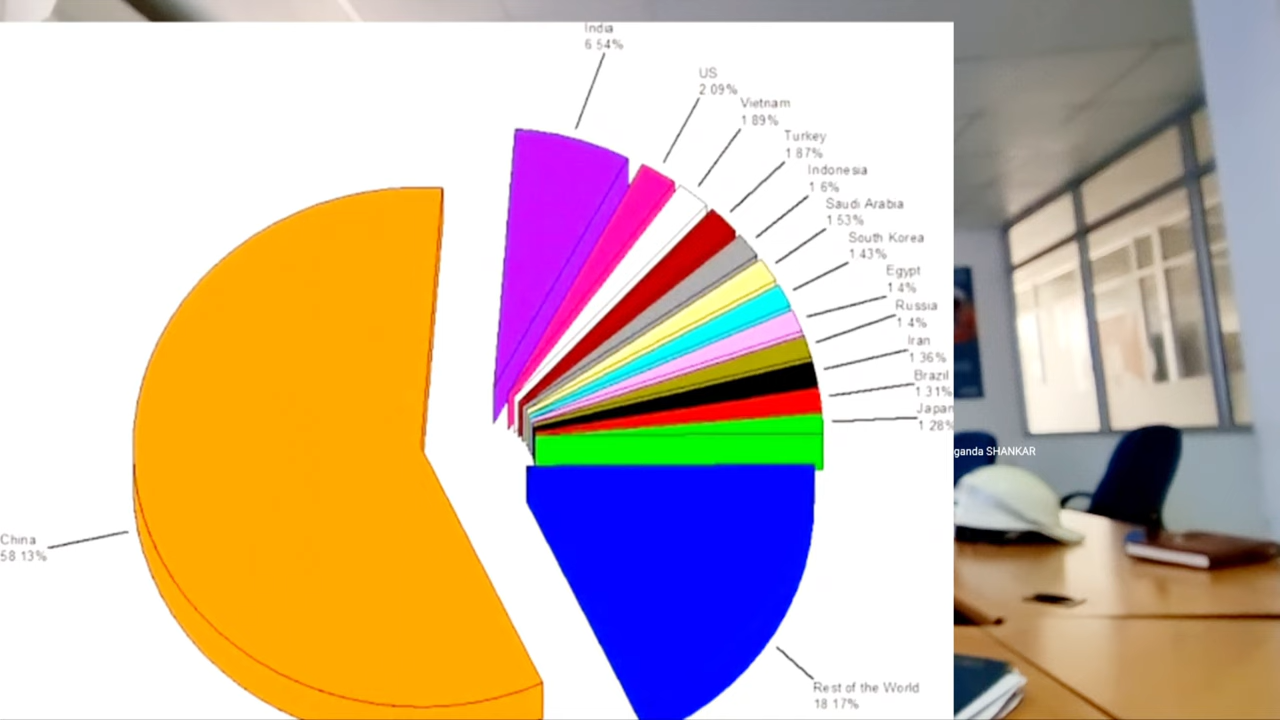 India
6 54%
US
2 09%
Vietnam
1 89%
Turkey
1 87%
Indonesia
1 6%
Saudi Arabia
1 53%
South Korea
1.43%
Egypt
1 4%
Russia
1 4%
Iran
1 36%
Brazil
1 31%
Japan
1 28%
ganda SHANKAR
China
58 13%
Rest of the World
18 17%